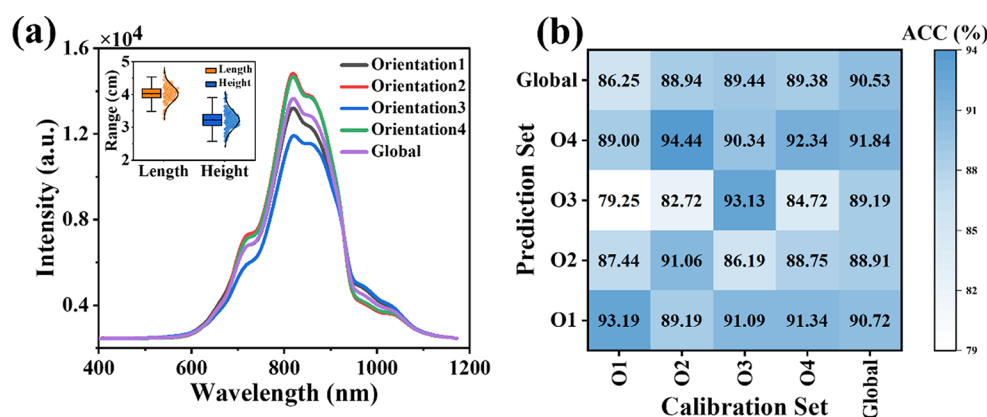 (a)
×10⁴
1.6
1.2
0.8
0.4
Intensity (a.u.)
400
600
800
1000
1200
Wavelength (nm)
Orientation1
Orientation2
Orientation3
Orientation4
Global
5
4
3
2
Range (cm)
Length
Height
Length
Height
(b)
ACC (%)
Prediction Set
Global 86.25 88.94 89.44 89.38 90.53
O4 89.00 94.44 90.34 92.34 91.84
O3 79.25 82.72 93.13 84.72 89.19
O2 87.44 91.06 86.19 88.75 88.91
O1 93.19 89.19 91.09 91.34 90.72
O1 O2 O3 O4 Global
Calibration Set
94
91
88
85
82
79